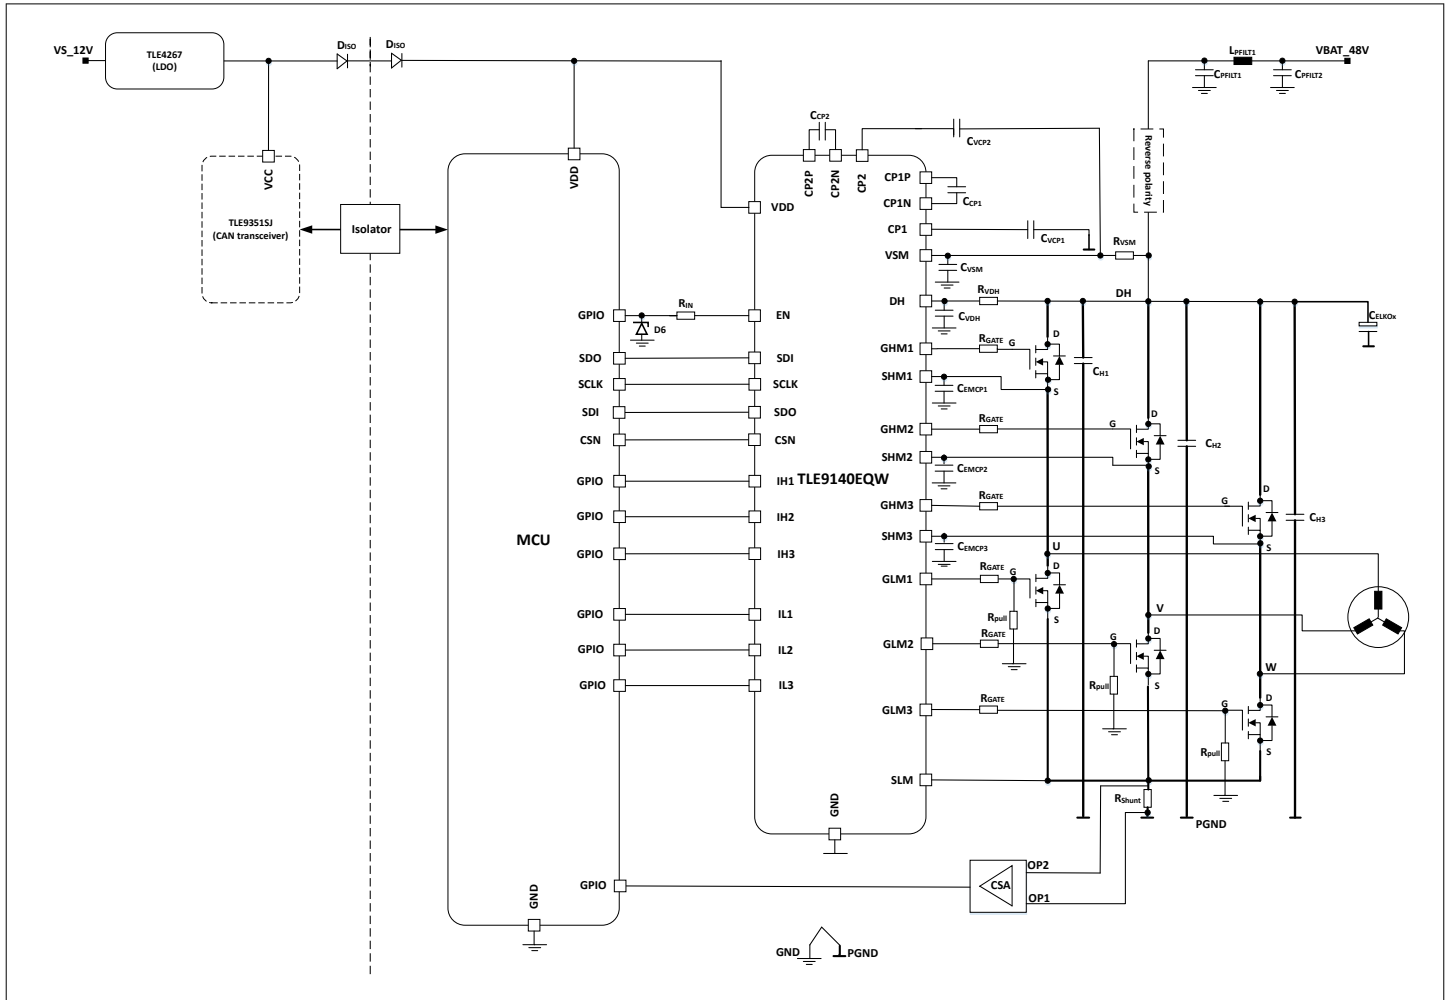 VS_12V
TLE4267
(LDO)
DISO
DISO
LPFILT1
VBAT_48V
CPFILT1
CPFILT2
CCP2
CVCP2
Reverse polarity
VCC
VDD
CP2P
CP2N
CP2
CP1P
CCP1
CP1N
VDD
TLE9351SJ
(CAN transceiver)
Isolator
CP1
CVCP1
RVSM
VSM
CVSM
RVDH
DH
DH
CVDH
CELKOx
GPIO
RIN
EN
D6
GHM1
RGATE
G
D
SDO
SDI
CH1
SHM1
CEMCP1
S
SCLK
SCLK
SDI
SDO
GHM2
RGATE
G
D
CSN
CSN
CH2
SHM2
CEMCP2
S
GPIO
IH1
TLE9140EQW
GHM3
RGATE
G
D
GPIO
IH2
CH3
MCU
SHM3
CEMCP3
S
U
GPIO
IH3
GLM1
RGATE
G
D
GPIO
IL1
Rpull
S
V
GLM2
RGATE
G
D
GPIO
IL2
W
Rpull
S
GPIO
IL3
GLM3
RGATE
G
D
Rpull
S
SLM
RShunt
PGND
GND
OP2
CSA
GPIO
OP1
GND
GND
PGND